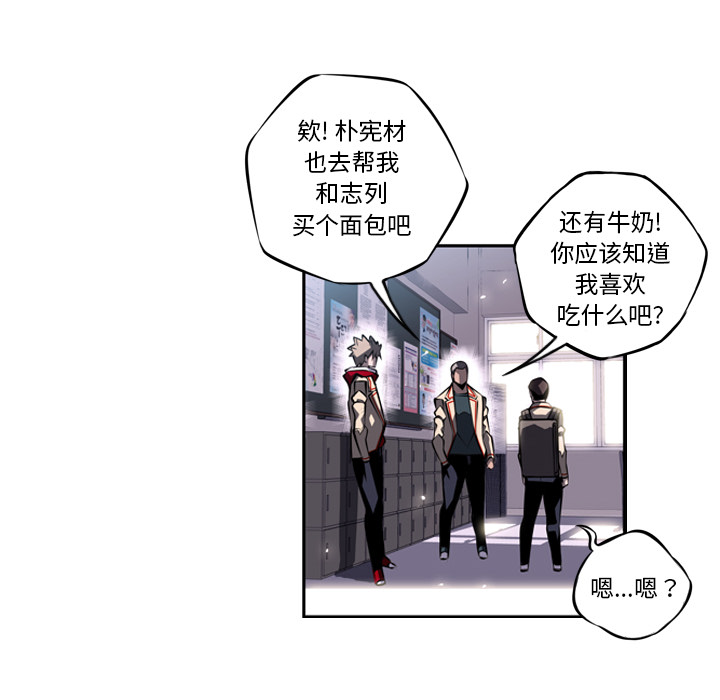 欸! 朴宪材
也去帮我
和志列
买个面包吧
还有牛奶!
你应该知道
我喜欢
吃什么吧?
嗯...嗯？